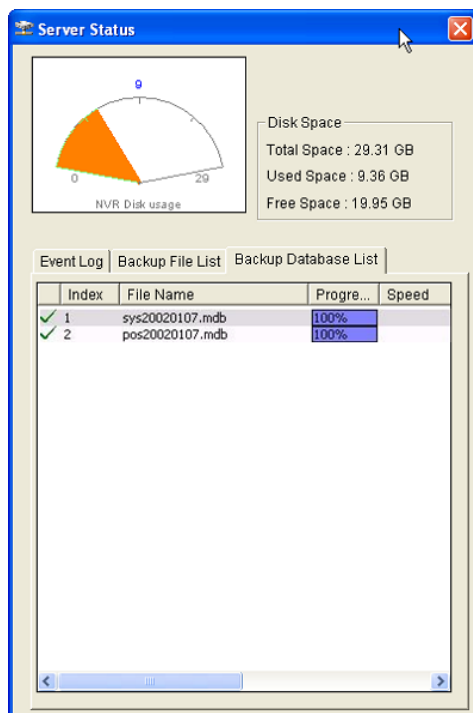 Server Status
9
0
29
NVR Disk usage
Disk Space
Total Space : 29.31 GB
Used Space : 9.36 GB
Free Space : 19.95 GB
Event Log Backup File List Backup Database List
Index File Name Progre... Speed
1 sys20020107.mdb 100%
2 pos20020107.mdb 100%